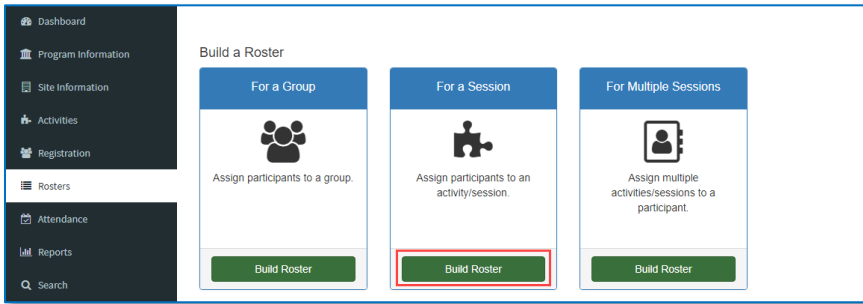 Dashboard
Program Information
Site Information
Activities
Registration
Rosters
Attendance
Reports
Search
Build a Roster
For a Group
Assign participants to a group.
Build Roster
For a Session
Assign participants to an
activity/session.
Build Roster
For Multiple Sessions
Assign multiple
activities/sessions to a
participant.
Build Roster